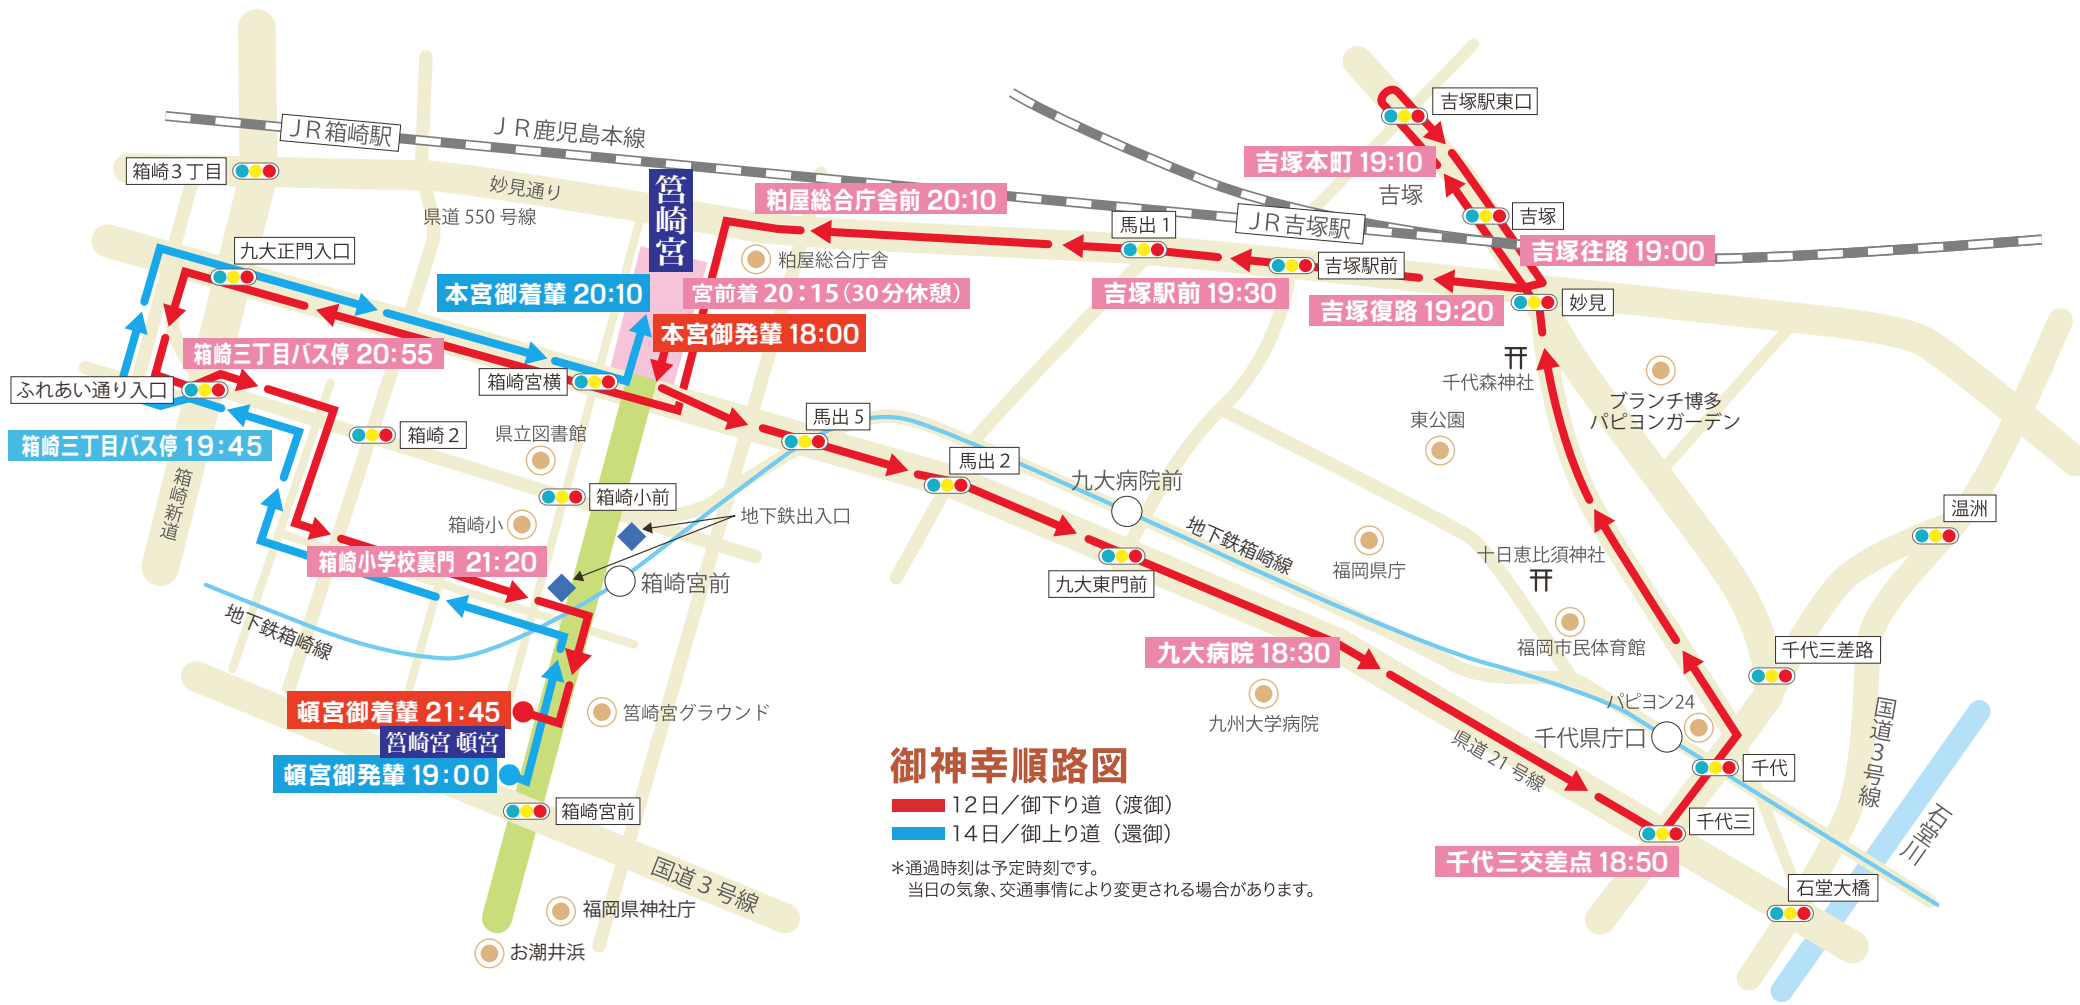 吉塚駅東口
ＪＲ箱崎駅
ＪＲ鹿児島本線
箱崎３丁目
妙見通り
県道 550 号線
筥崎宮
粕屋総合庁舎前 20:10
吉塚本町 19:10
吉塚
吉塚
馬出 1
ＪＲ吉塚駅
吉塚往路 19:00
九大正門入口
粕屋総合庁舎
吉塚駅前
本宮御着輦 20:10
宮前着 20：15（30分休憩）
吉塚駅前 19:30
吉塚復路 19:20
妙見
本宮御発輦 18:00
箱崎三丁目バス停 20:55
ふれあい通り入口
箱崎宮横
千代森神社
ブランチ博多
パピヨンガーデン
東公園
馬出 5
箱崎三丁目バス停 19:45
箱崎２
県立図書館
馬出２
九大病院前
箱崎新道
箱崎小前
箱崎小
地下鉄出入口
地下鉄箱崎線
温洲
福岡県庁
十日恵比須神社
箱崎小学校裏門 21:20
箱崎宮前
九大東門前
地下鉄箱崎線
九大病院 18:30
福岡市民体育館
千代三差路
九州大学病院
パピヨン24
千代県庁口
国道３号線
頓宮御着輦 21:45
筥崎宮 頓宮
頓宮御発輦 19:00
筥崎宮グラウンド
県道 21 号線
千代
千代三
石堂川
箱崎宮前
千代三交差点 18:50
石堂大橋
国道３号線
福岡県神社庁
お潮井浜
御神幸順路図
12日／御下り道（渡御）
14日／御上り道（還御）
＊通過時刻は予定時刻です。
当日の気象、交通事情により変更される場合があります。